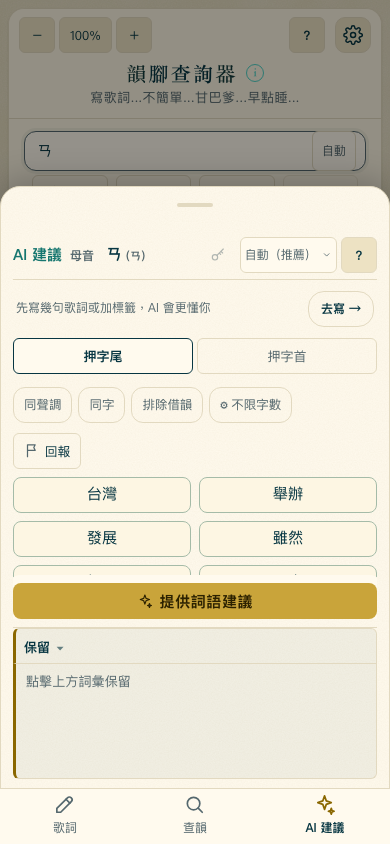 − 100% + ?
韻腳查詢器 i
寫歌詞...不簡單...甘巴爹...早點睡...
ㄢ 自動
AI 建議 母音 ㄢ (ㄢ) 自動（推薦） ?
先寫幾句歌詞或加標籤，AI 會更懂你 去寫 →
押字尾 押字首
同聲調 同字 排除借韻 ⚙ 不限字數
回報
台灣 舉辦
發展 雖然
提供詞語建議
保留
點擊上方詞彙保留
歌詞 查韻 AI 建議